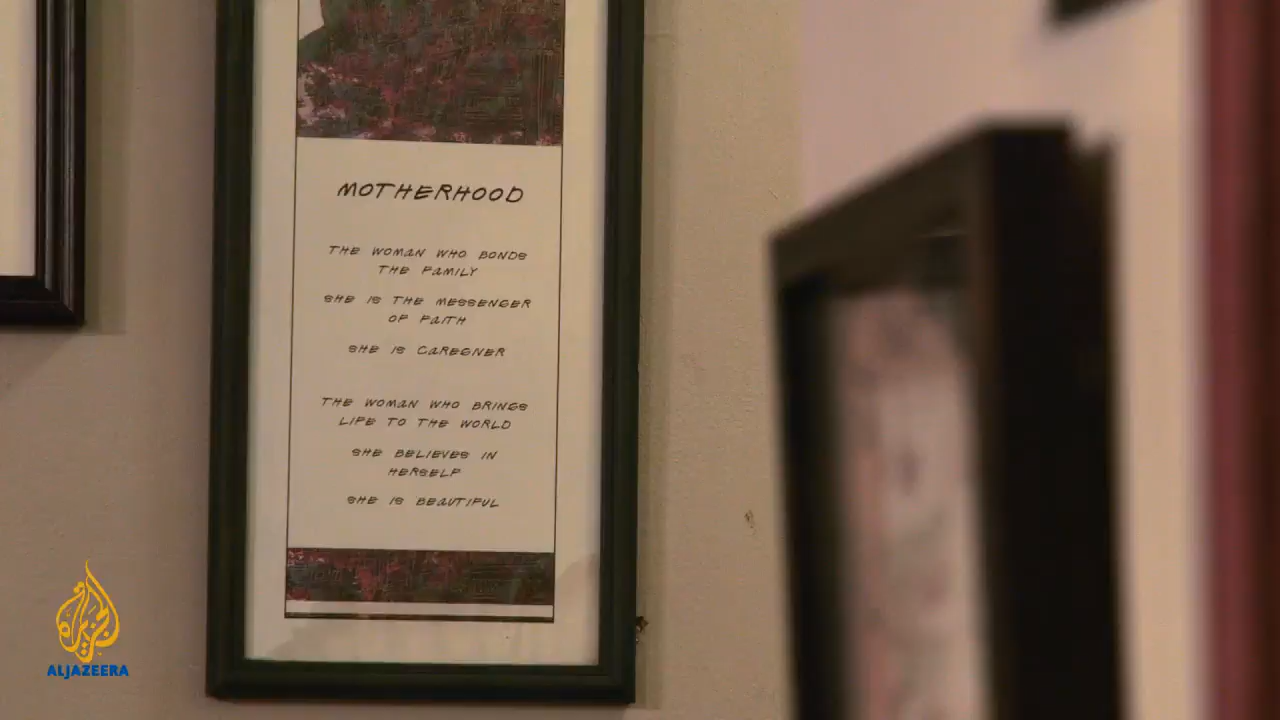 MOTHERHOOD
THE WOMAN WHO BONDS
THE FAMILY
SHE IS THE MESSENGER
OF FAITH
SHE IS CAREGIVER
THE WOMAN WHO BRINGS
LIFE TO THE WORLD
SHE BELIEVES IN
HERSELF
SHE IS BEAUTIFUL
ALJAZEERA